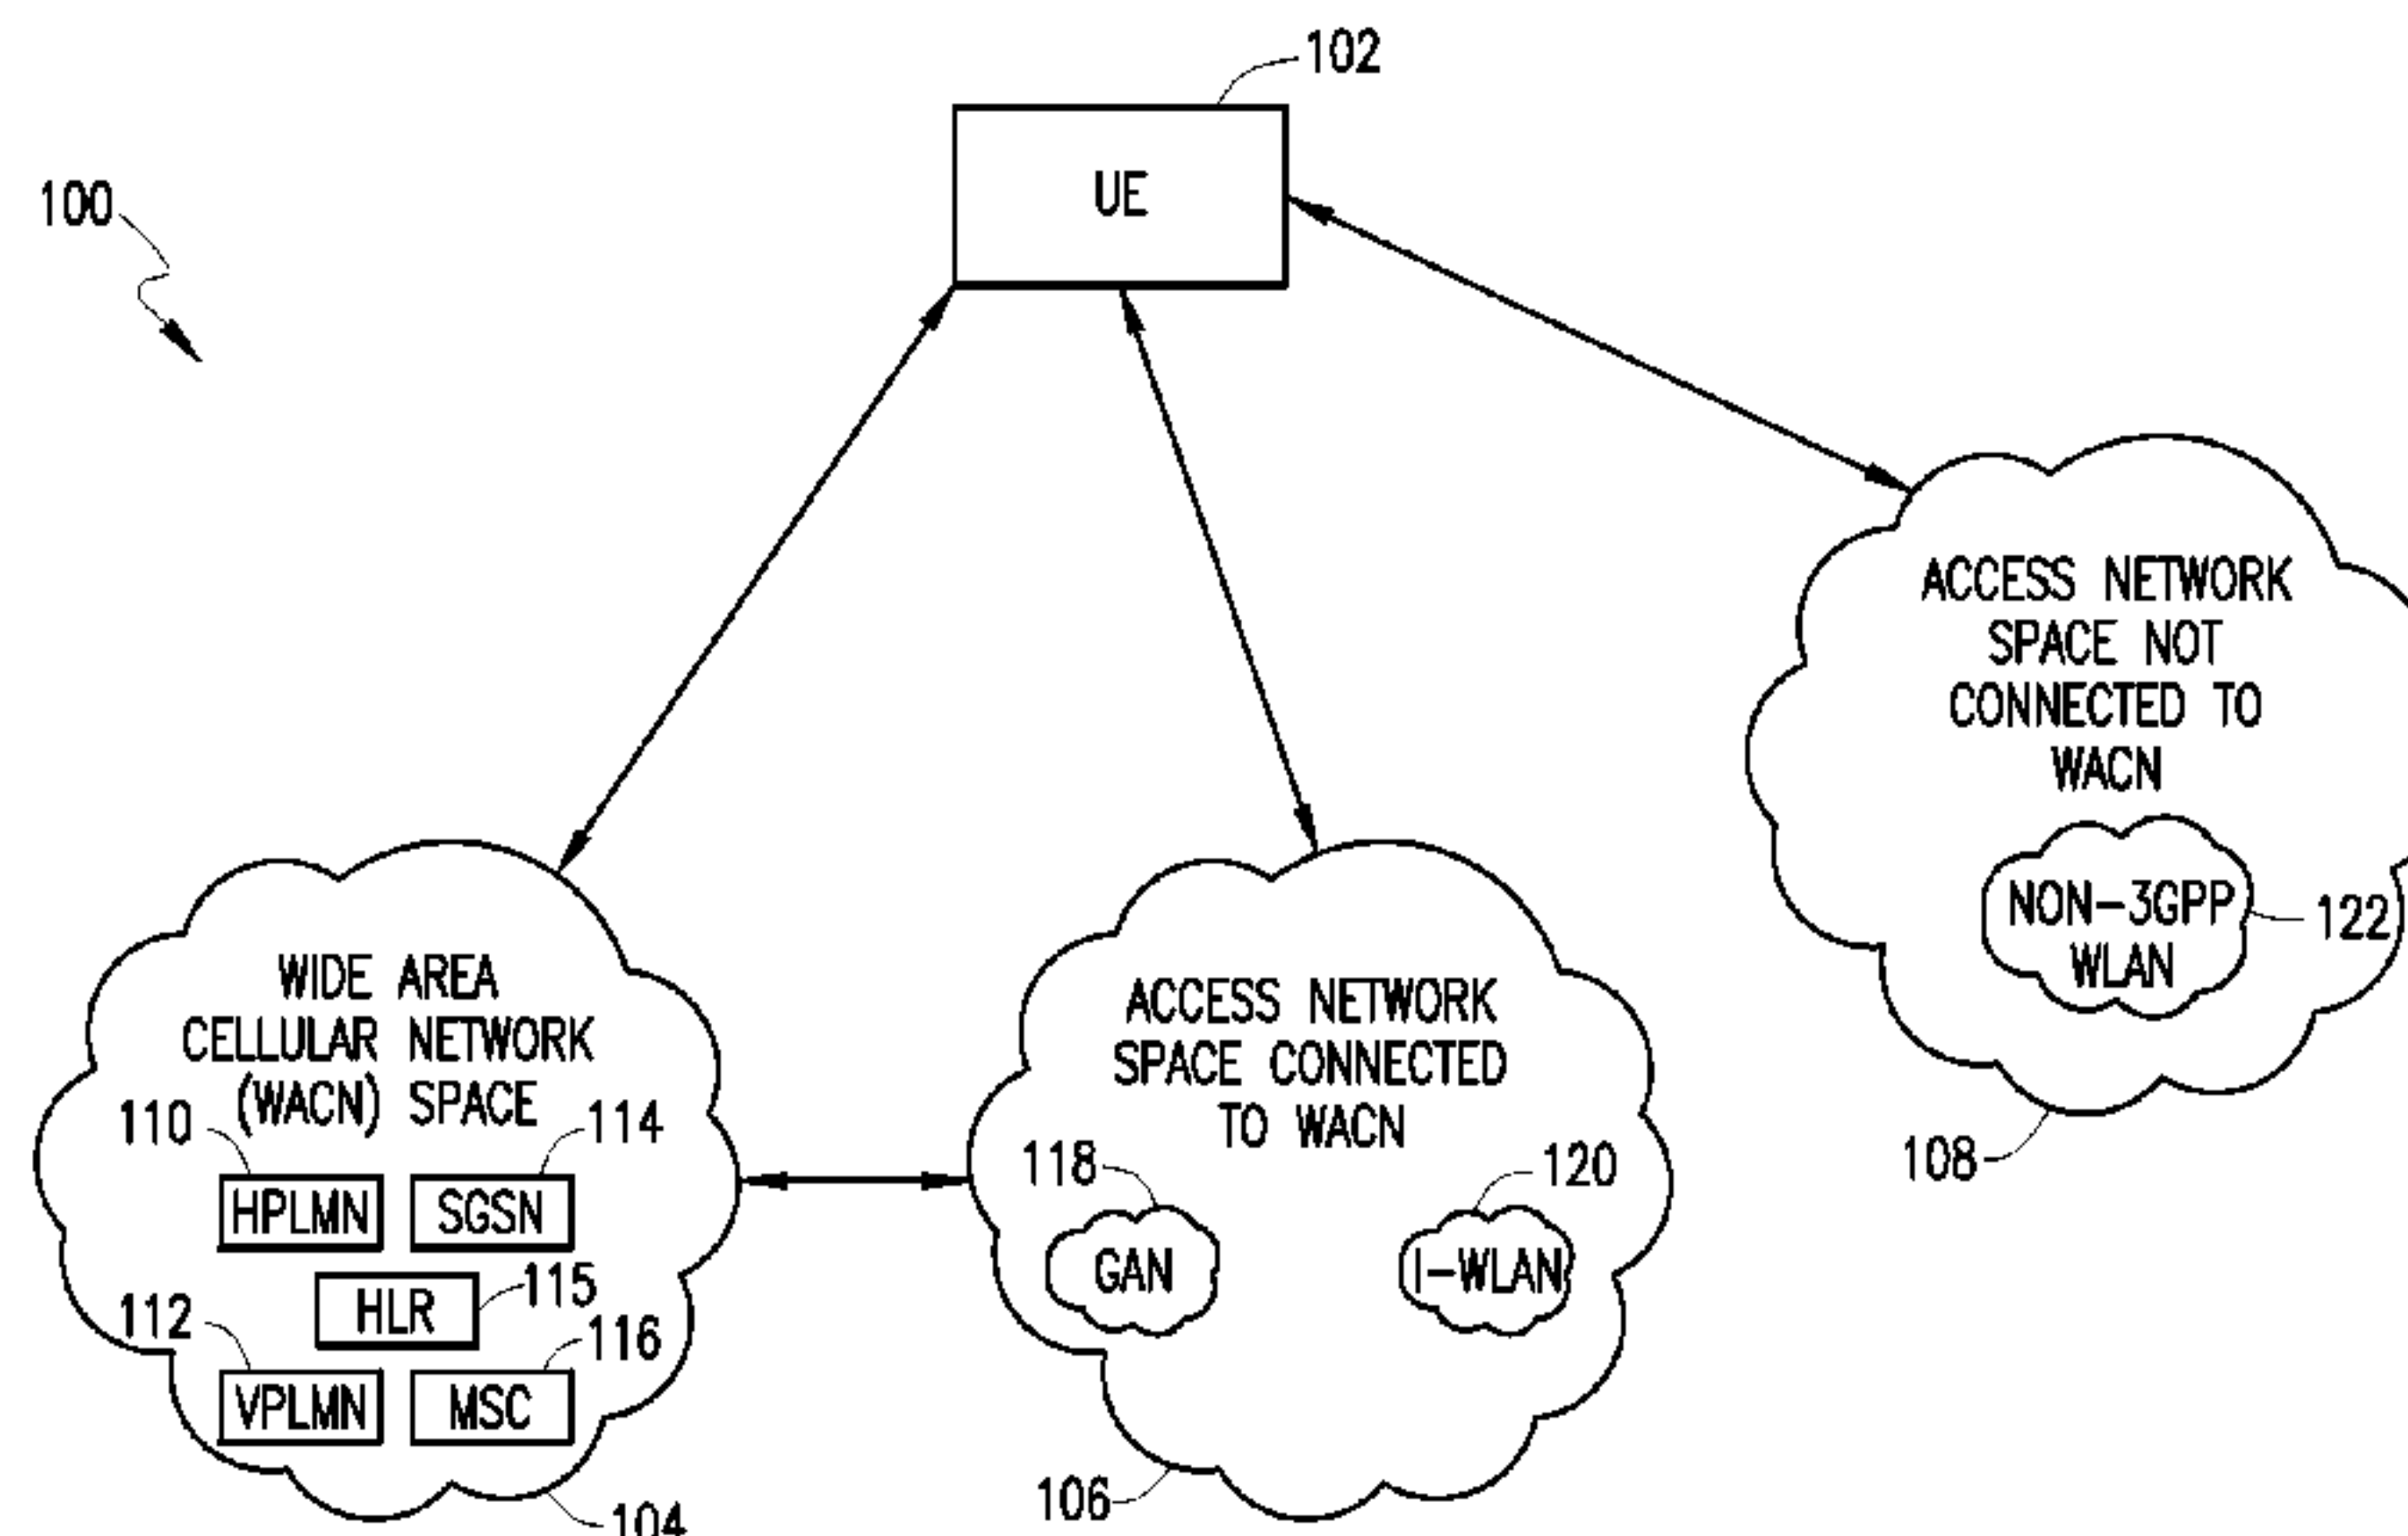 102
UE
100
ACCESS NETWORK
SPACE NOT
CONNECTED TO
WACN
NON-3GPP
WLAN
122
108
WIDE AREA
CELLULAR NETWORK
(WACN) SPACE
110
114
HPLMN
SGSN
HLR
115
112
116
VPLMN
MSC
104
ACCESS NETWORK
SPACE CONNECTED
TO WACN
118
120
GAN
I-WLAN
106